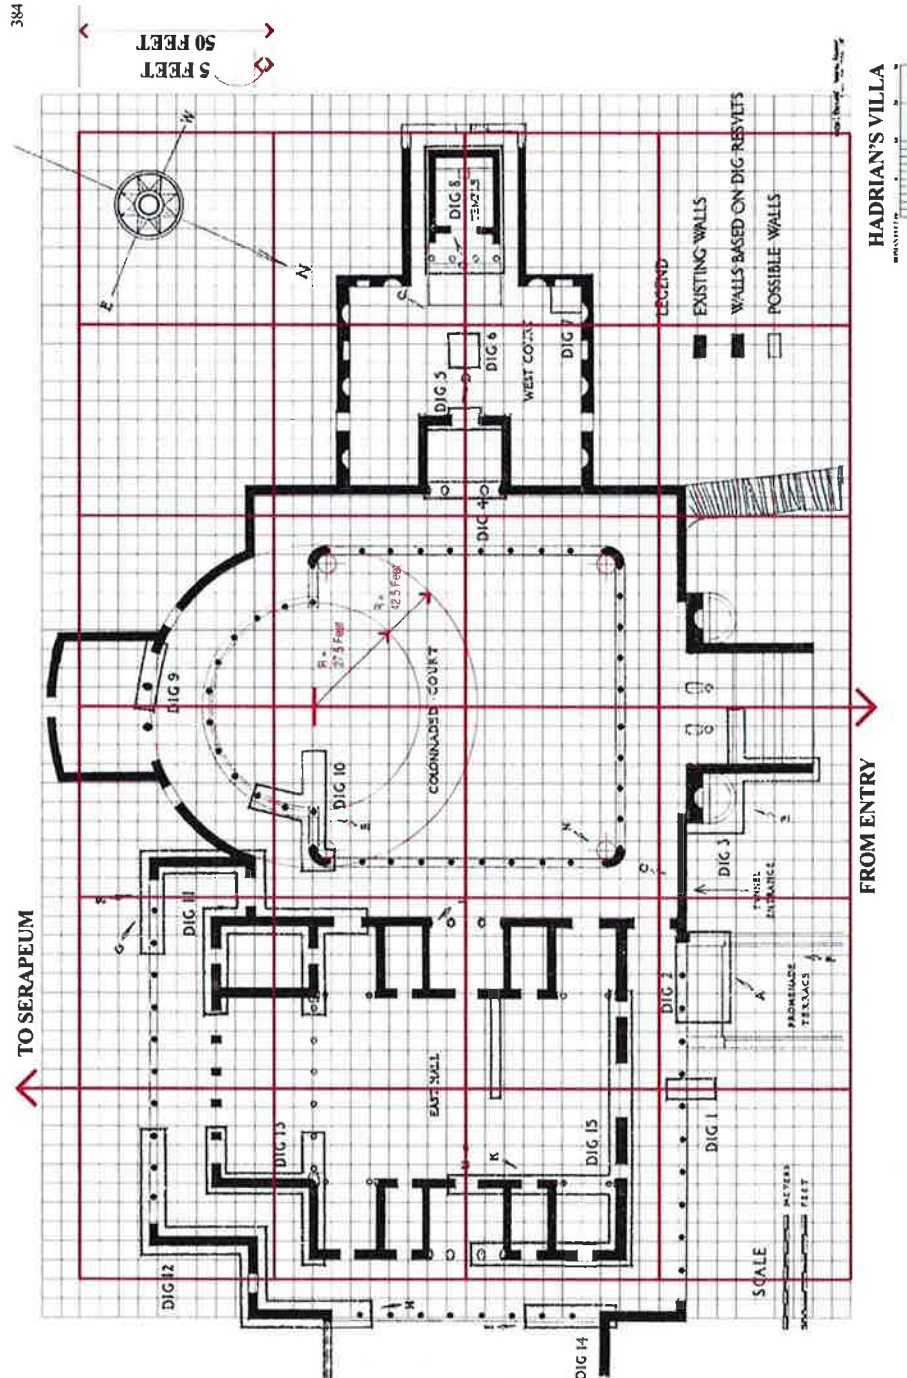 384
50 FEET
5 FEET
W
E
N
HADRIAN'S VILLA
LEGEND
EXISTING WALLS
WALLS BASED ON DIG RESVLTS
POSSIBLE WALLS
DIG 8
TEMPLE
G
DIG 7
DIG 6
DIG 5
D
WEST COURT
DIG 4
R =
42.5 Feet
R =
27.5 Feet
COLONNADED COURT
DIG 9
DIG 10
B
N
O
DIG 3
TUNNEL
ENTRANCE
FROM ENTRY
TO SERAPEUM
DIG 11
DIG 2
A
PROMENADE
TERRACS
P
EAST HALL
DIG 13
DIG 15
K
DIG 1
DIG 12
DIG 14
SCALE
METERS
FEET